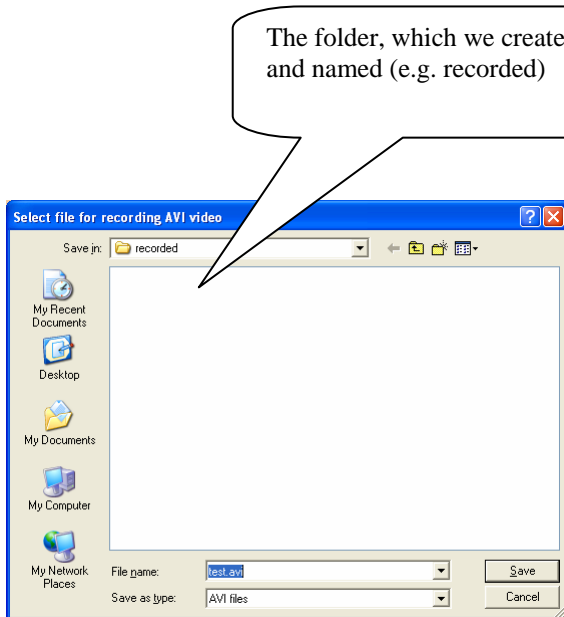 The folder, which we create
and named (e.g. recorded)
Select file for recording AVI video
Save in:
recorded
My Recent
Documents
Desktop
My Documents
My Computer
My Network
Places
File name:
test.avi
Save
Save as type:
AVI files
Cancel